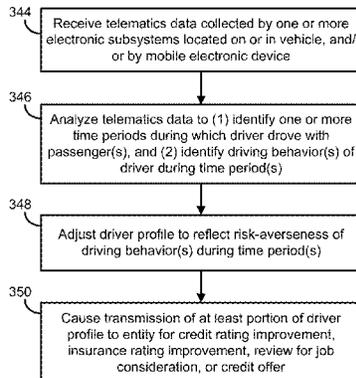 344
Receive telematics data collected by one or more
electronic subsystems located on or in vehicle, and/
or by mobile electronic device
346
Analyze telematics data to (1) identify one or more
time periods during which driver drove with
passenger(s), and (2) identify driving behavior(s) of
driver during time period(s)
348
Adjust driver profile to reflect risk-averseness of
driving behavior(s) during time period(s)
350
Cause transmission of at least portion of driver
profile to entity for credit rating improvement,
insurance rating improvement, review for job
consideration, or credit offer